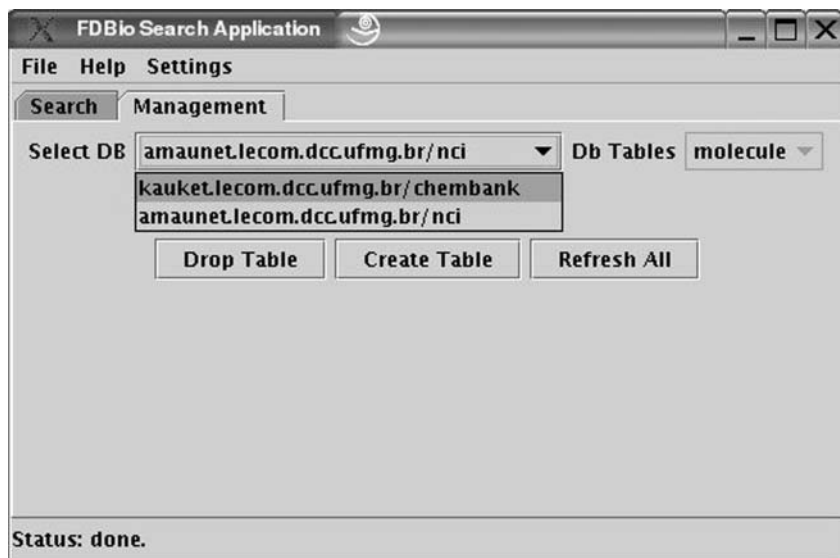 FDBio Search Application
File Help Settings
Search Management
Select DB amaunet.lecom.dcc.ufmg.br/nci Db Tables molecule
kauket.lecom.dcc.ufmg.br/chembank
amaunet.lecom.dcc.ufmg.br/nci
Drop Table Create Table Refresh All
Status: done.